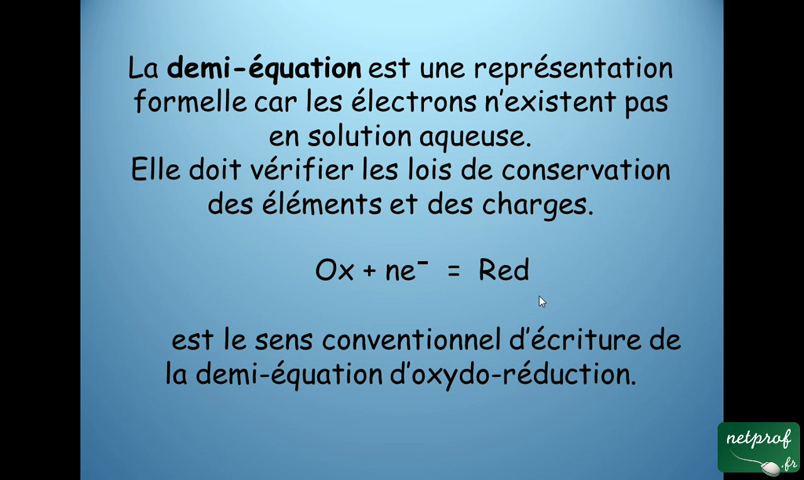 La demi-équation est une représentation
formelle car les électrons n'existent pas
en solution aqueuse.
Elle doit vérifier les lois de conservation
des éléments et des charges.
Ox + ne⁻ = Red
est le sens conventionnel d'écriture de
la demi-équation d'oxydo-réduction.
netprof
.fr